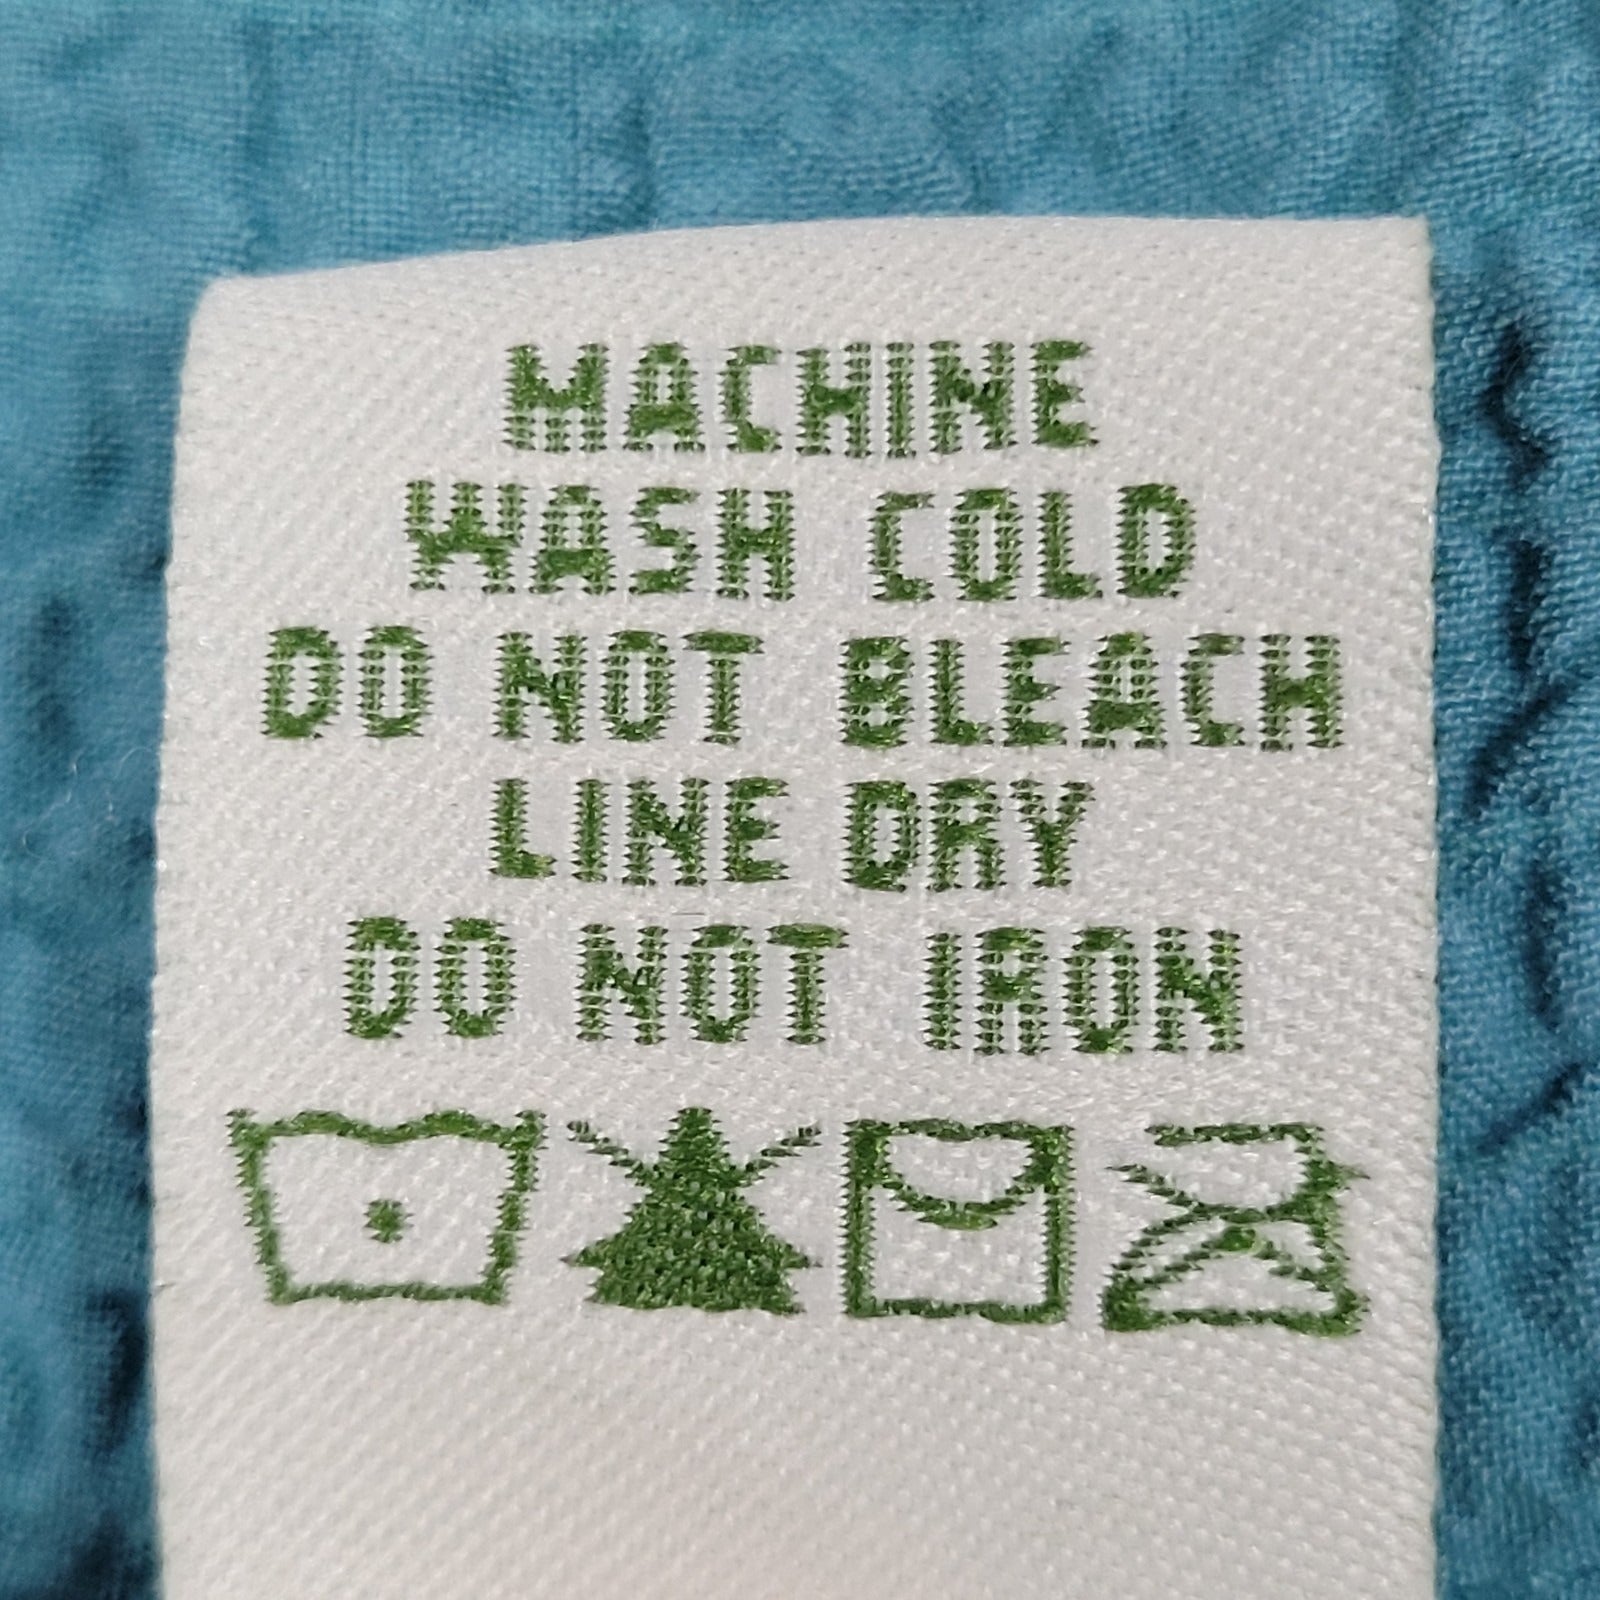 MACHINE
WASH COLD
DO NOT BLEACH
LINE DRY
DO NOT IRON